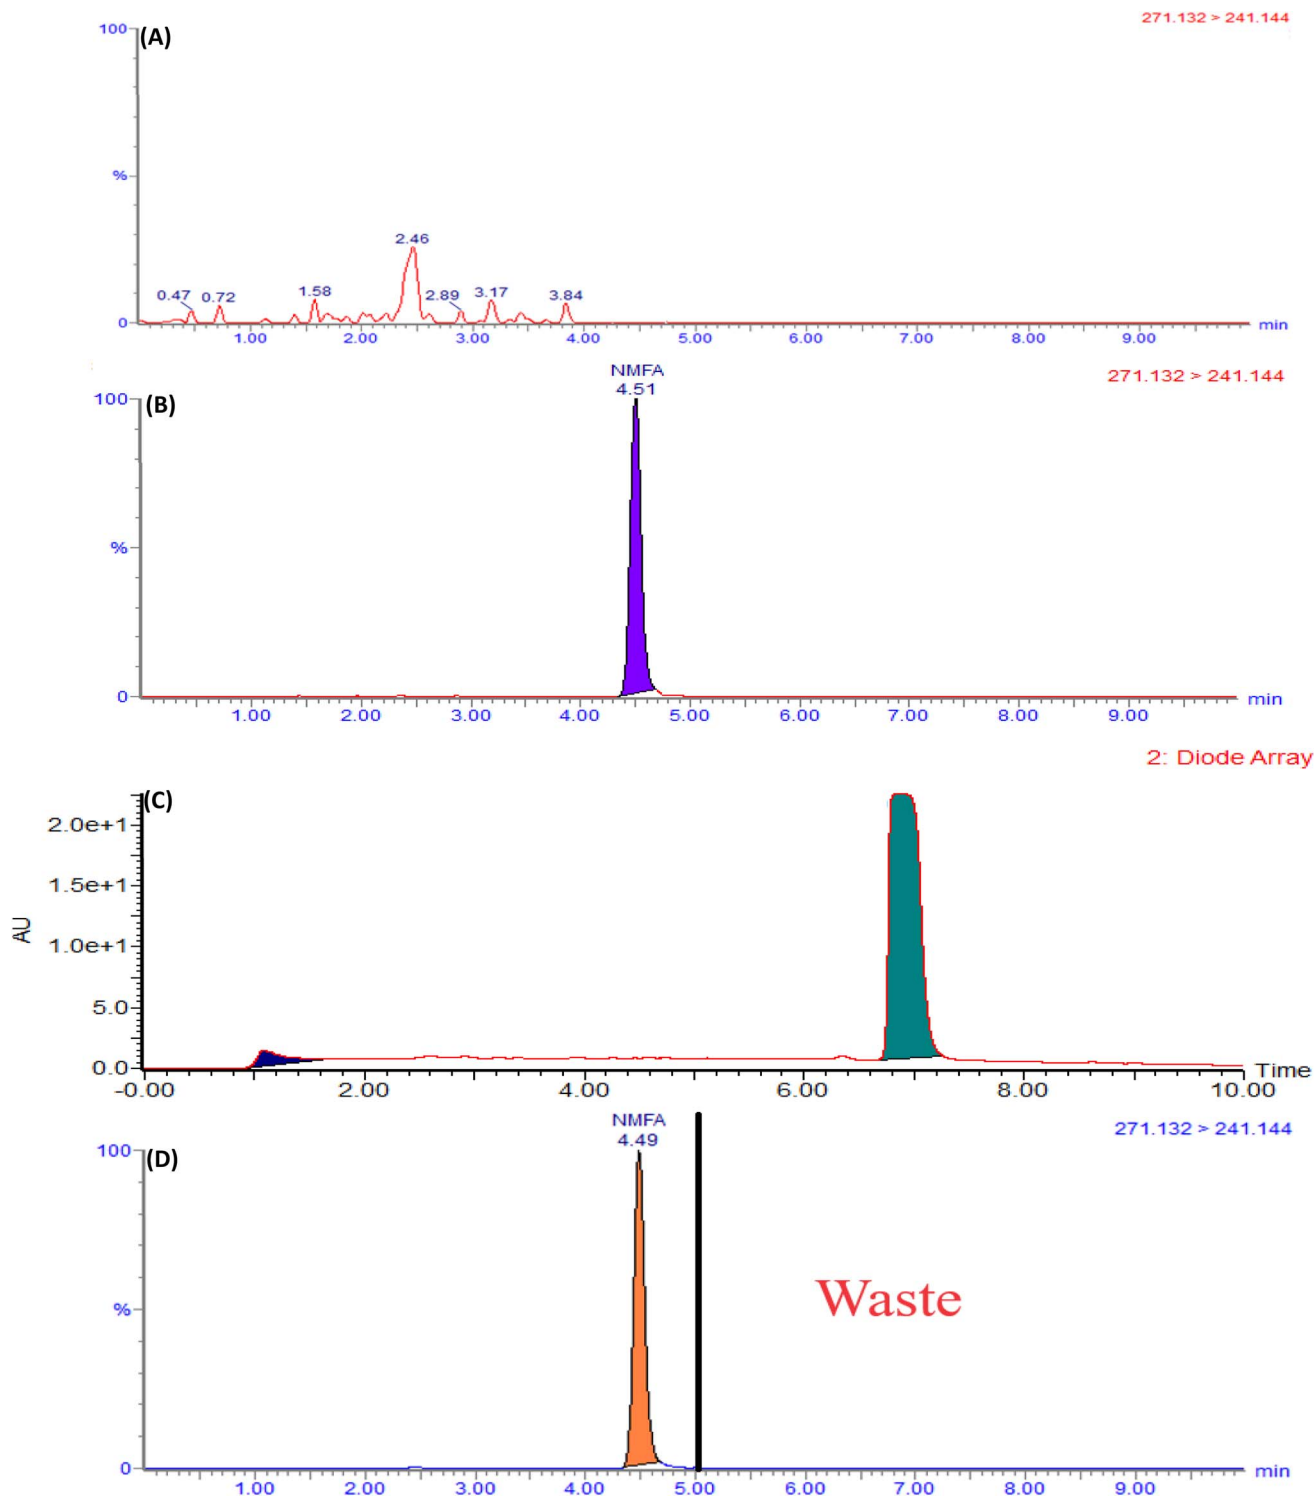 271.132 > 241.144
100
(A)
%
2.46
0.47
0.72
1.58
2.89
3.17
3.84
0
min
1.00
2.00
3.00
4.00
5.00
6.00
7.00
8.00
9.00
NMFA
4.51
271.132 > 241.144
100
(B)
%
0
min
1.00
2.00
3.00
4.00
5.00
6.00
7.00
8.00
9.00
2: Diode Array
(C)
2.0e+1
1.5e+1
AU
1.0e+1
5.0
0.0
Time
-0.00
2.00
4.00
6.00
8.00
10.00
NMFA
4.49
271.132 > 241.144
100
(D)
%
Waste
0
min
1.00
2.00
3.00
4.00
5.00
6.00
7.00
8.00
9.00